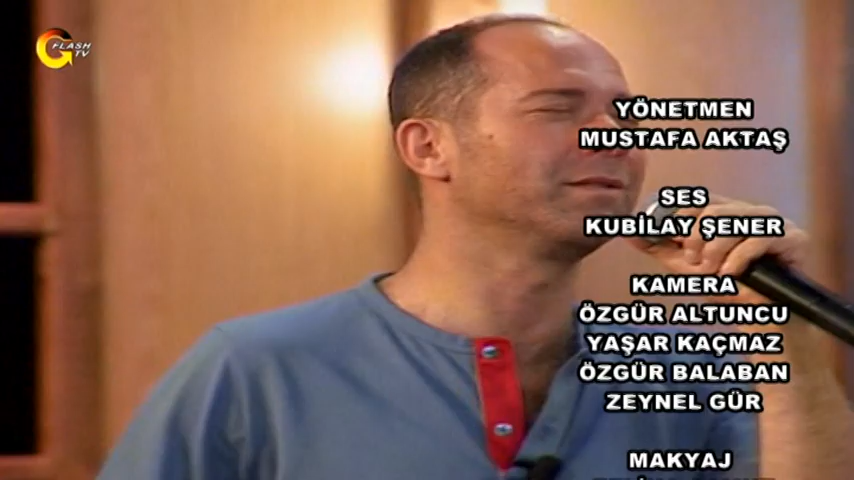 FLASH
TV
YÖNETMEN
MUSTAFA AKTAŞ
SES
KUBİLAY ŞENER
KAMERA
ÖZGÜR ALTUNCU
YAŞAR KAÇMAZ
ÖZGÜR BALABAN
ZEYNEL GÜR
MAKYAJ